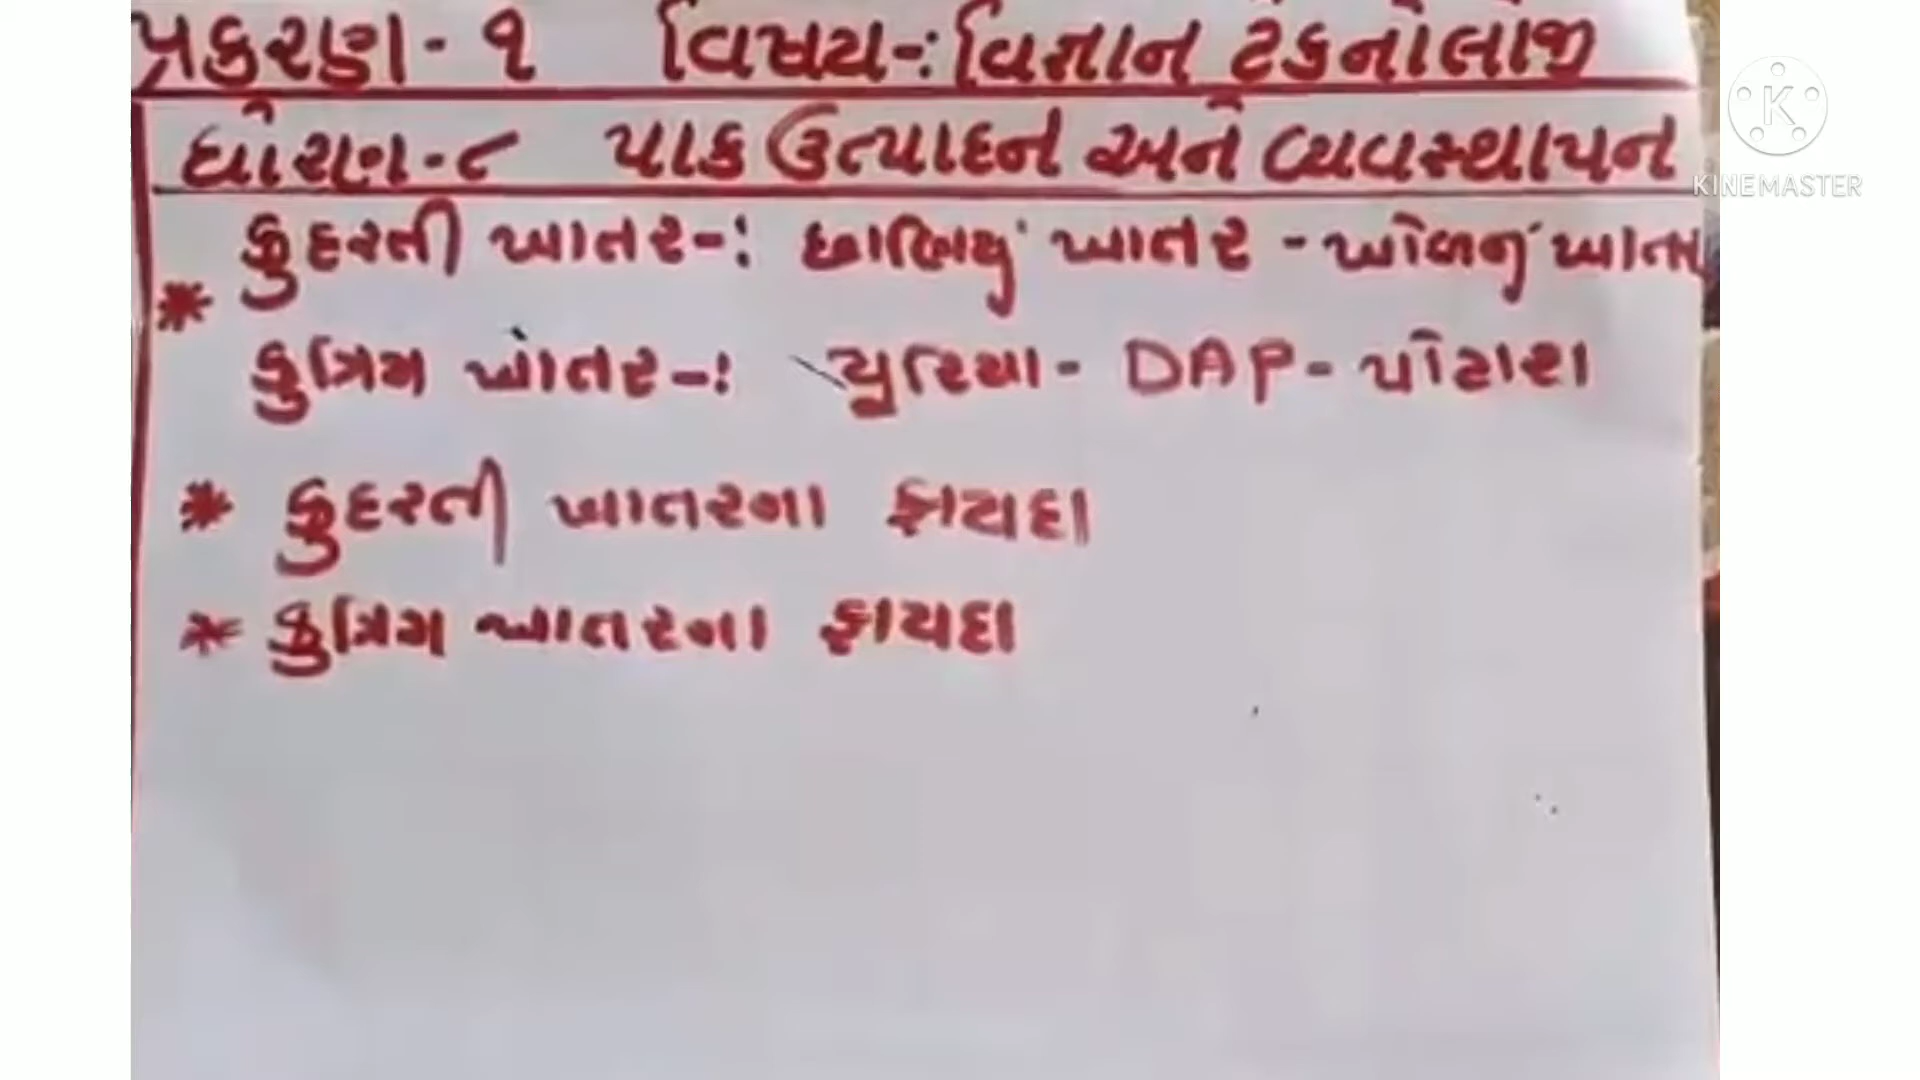 પ્રકરણ - ૧ વિષય-: વિજ્ઞાન ટેકનોલોજી
ધોરણ-૮ પાક ઉત્પાદન અને વ્યવસ્થાપન
KINEMASTER
* કુદરતી ખાતર-: છાણિયું ખાતર - ખોળનું ખાતર
કુત્રિમ ખાતર-: યુરિયા - DAP - પોટાશ
* કુદરતી ખાતરના ફાયદા
* કુત્રિમ ખાતરના ફાયદા